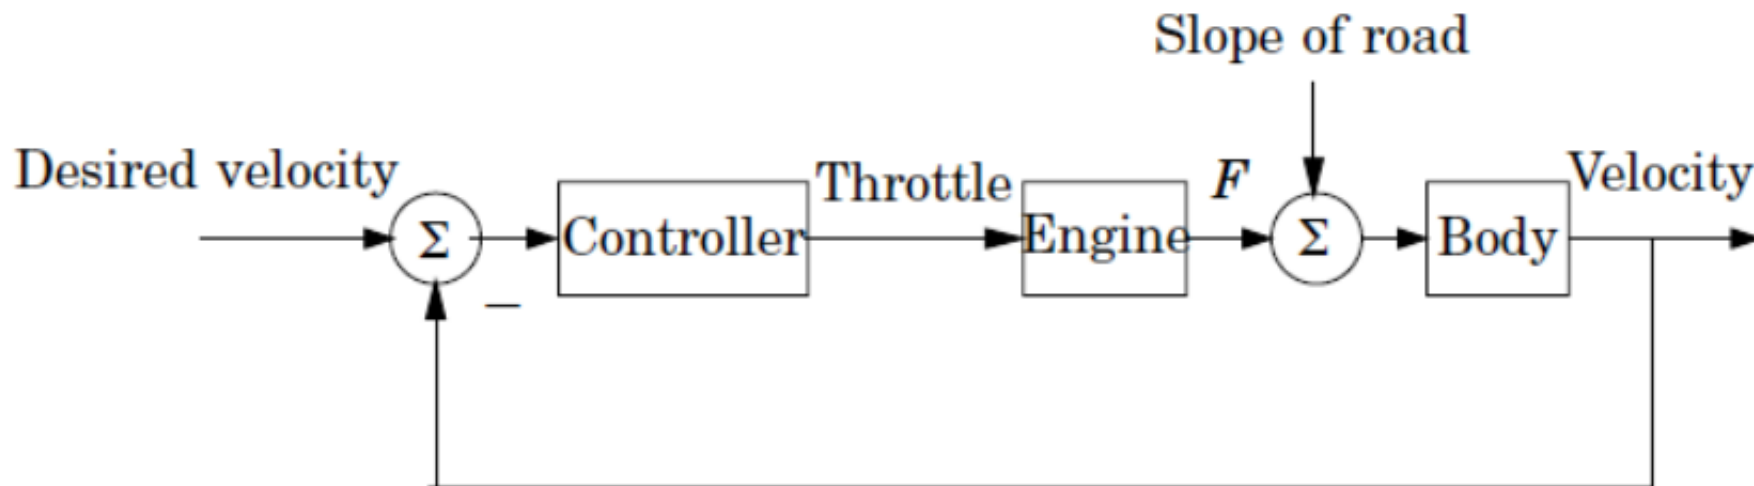 Slope of road
Desired velocity
Σ
Controller
Throttle
Engine
F
Σ
Body
Velocity
−